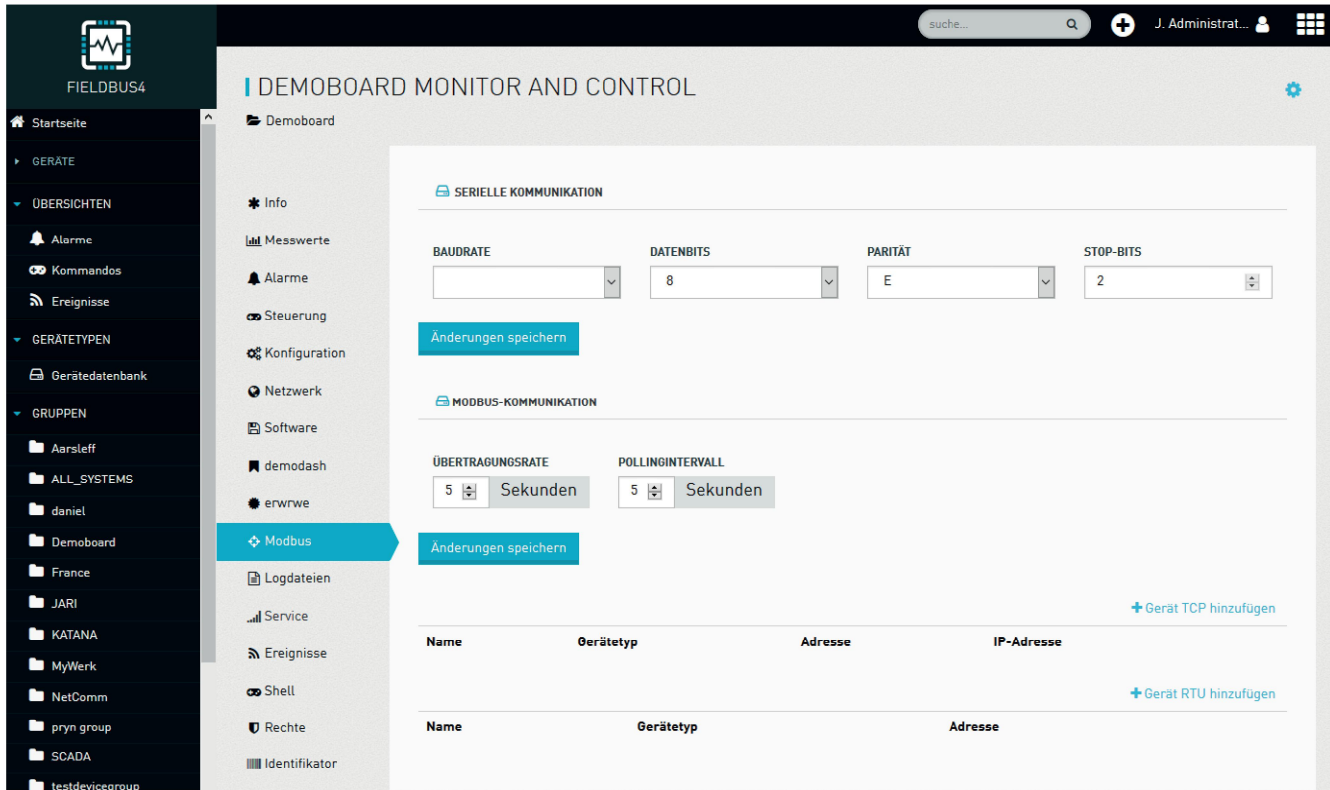 suche...
J. Administrat...
FIELDBUS4
Startseite
GERÄTE
ÜBERSICHTEN
Alarme
Kommandos
Ereignisse
GERÄTETYPEN
Gerätedatenbank
GRUPPEN
Aarsleff
ALL_SYSTEMS
daniel
Demoboard
France
JARI
KATANA
MyWerk
NetComm
pryn group
SCADA
testdevicegroup
DEMOBOARD MONITOR AND CONTROL
Demoboard
Info
Messwerte
Alarme
Steuerung
Konfiguration
Netzwerk
Software
demodash
erwrwe
Modbus
Logdateien
Service
Ereignisse
Shell
Rechte
Identifikator
SERIELLE KOMMUNIKATION
BAUDRATE DATENBITS PARITÄT STOP-BITS
8 E 2
Änderungen speichern
MODBUS-KOMMUNIKATION
ÜBERTRAGUNGSRATE POLLINGINTERVALL
5 Sekunden 5 Sekunden
Änderungen speichern
+ Gerät TCP hinzufügen
Name Gerätetyp Adresse IP-Adresse
+ Gerät RTU hinzufügen
Name Gerätetyp Adresse